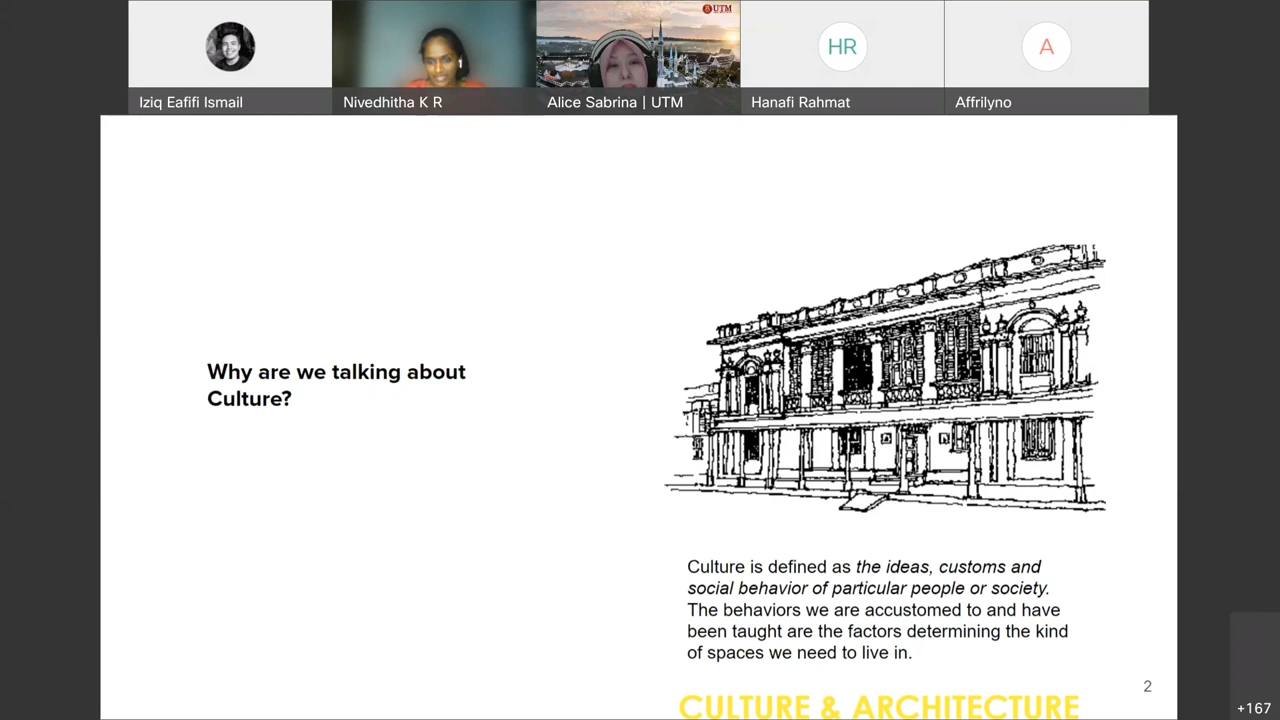 UTM
Iziq Eafifi Ismail
Nivedhitha K R
Alice Sabrina | UTM
HR
Hanafi Rahmat
A
Affrilyno
Why are we talking about
Culture?
Culture is defined as the ideas, customs and
social behavior of particular people or society.
The behaviors we are accustomed to and have
been taught are the factors determining the kind
of spaces we need to live in.
2
CULTURE & ARCHITECTURE
+167